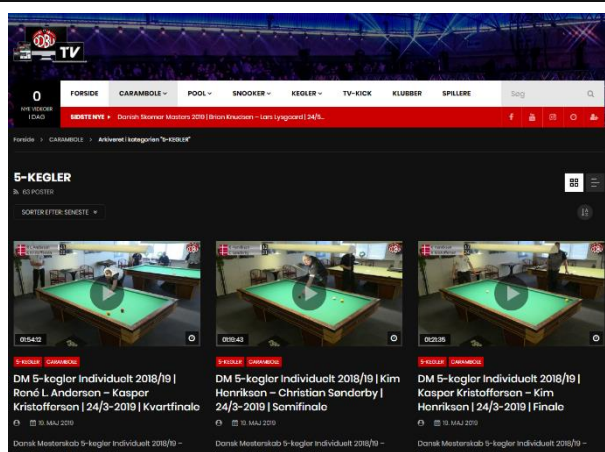 DDBU
TV
0
NYE VIDEOER
I DAG
FORSIDE CARAMBOLE POOL SNOOKER KEGLER TV-KICK KLUBBER SPILLERE Søg
SIDSTE NYE Danish Skomar Masters 2019 | Brian Knudsen – Lars Lysgaard | 24/5...
Forside > CARAMBOLE > Arkiveret i kategorien "5-KEGLER"
5-KEGLER
63 POSTER
SORTER EFTER: SENESTE
01:54:12
01:19:43
01:21:35
5-KEGLER CARAMBOLE
DM 5-kegler Individuelt 2018/19 |
René L. Andersen – Kasper
Kristoffersen | 24/3-2019 | Kvartfinale
19. MAJ 2019
Dansk Mesterskab 5-kegler Individuelt 2018/19 –
5-KEGLER CARAMBOLE
DM 5-kegler Individuelt 2018/19 | Kim
Henriksen – Christian Sønderby |
24/3-2019 | Semifinale
19. MAJ 2019
Dansk Mesterskab 5-kegler Individuelt 2018/19 –
5-KEGLER CARAMBOLE
DM 5-kegler Individuelt 2018/19 |
Kasper Kristoffersen – Kim
Henriksen | 24/3-2019 | Finale
19. MAJ 2019
Dansk Mesterskab 5-kegler Individuelt 2018/19 –